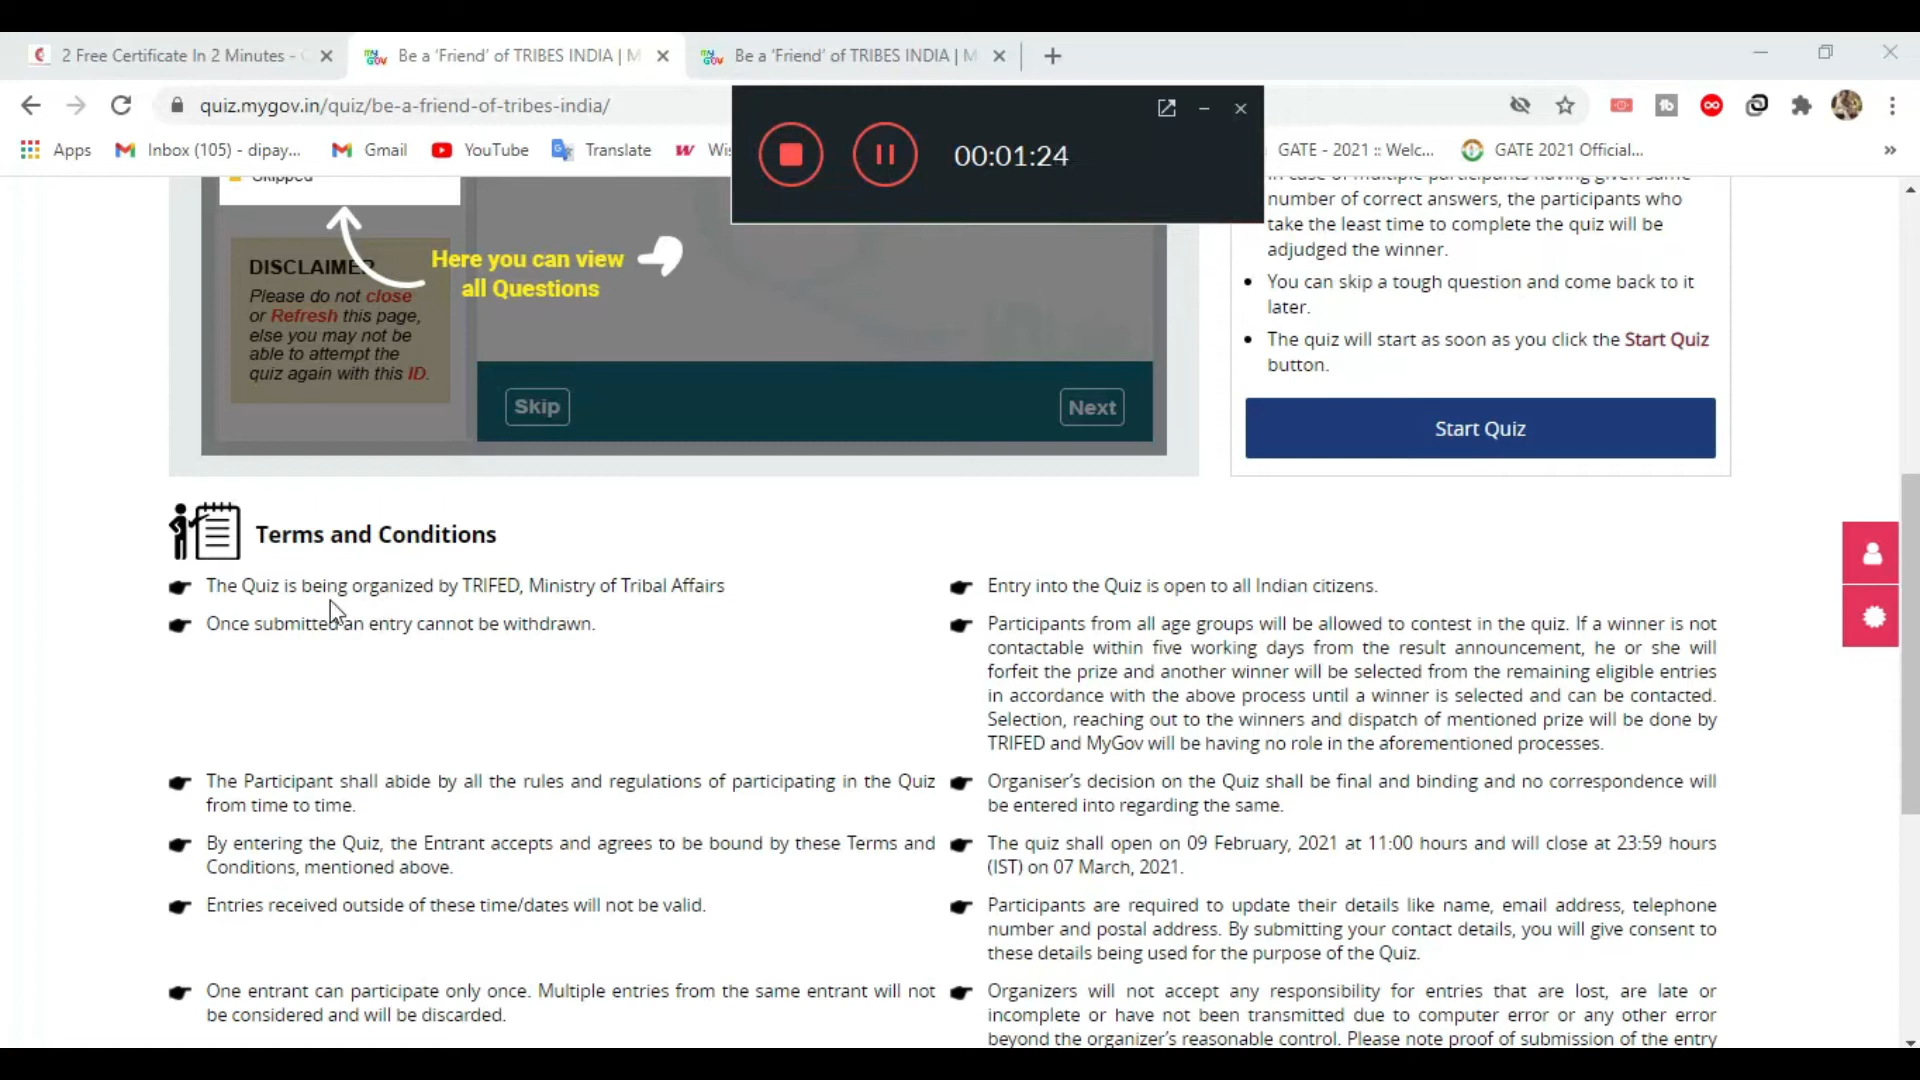 2 Free Certificate In 2 Minutes -
Be a 'Friend' of TRIBES INDIA | M
Be a 'Friend' of TRIBES INDIA | M
quiz.mygov.in/quiz/be-a-friend-of-tribes-india/
Apps
Inbox (105) - dipay...
Gmail
YouTube
Translate
GATE - 2021 :: Welc...
GATE 2021 Official...
»
00:01:24
Skipped
Here you can view
all Questions
DISCLAIMER
Please do not close
or Refresh this page,
else you may not be
able to attempt the
quiz again with this ID.
Skip
Next
In case of multiple participants having given same
number of correct answers, the participants who
take the least time to complete the quiz will be
adjudged the winner.
You can skip a tough question and come back to it
later.
The quiz will start as soon as you click the Start Quiz
button.
Start Quiz
Terms and Conditions
The Quiz is being organized by TRIFED, Ministry of Tribal Affairs
Entry into the Quiz is open to all Indian citizens.
Once submitted an entry cannot be withdrawn.
Participants from all age groups will be allowed to contest in the quiz. If a winner is not
contactable within five working days from the result announcement, he or she will
forfeit the prize and another winner will be selected from the remaining eligible entries
in accordance with the above process until a winner is selected and can be contacted.
Selection, reaching out to the winners and dispatch of mentioned prize will be done by
TRIFED and MyGov will be having no role in the aforementioned processes.
The Participant shall abide by all the rules and regulations of participating in the Quiz
from time to time.
Organiser's decision on the Quiz shall be final and binding and no correspondence will
be entered into regarding the same.
By entering the Quiz, the Entrant accepts and agrees to be bound by these Terms and
Conditions, mentioned above.
The quiz shall open on 09 February, 2021 at 11:00 hours and will close at 23:59 hours
(IST) on 07 March, 2021.
Entries received outside of these time/dates will not be valid.
Participants are required to update their details like name, email address, telephone
number and postal address. By submitting your contact details, you will give consent to
these details being used for the purpose of the Quiz.
One entrant can participate only once. Multiple entries from the same entrant will not
be considered and will be discarded.
Organizers will not accept any responsibility for entries that are lost, are late or
incomplete or have not been transmitted due to computer error or any other error
beyond the organizer's reasonable control. Please note proof of submission of the entry